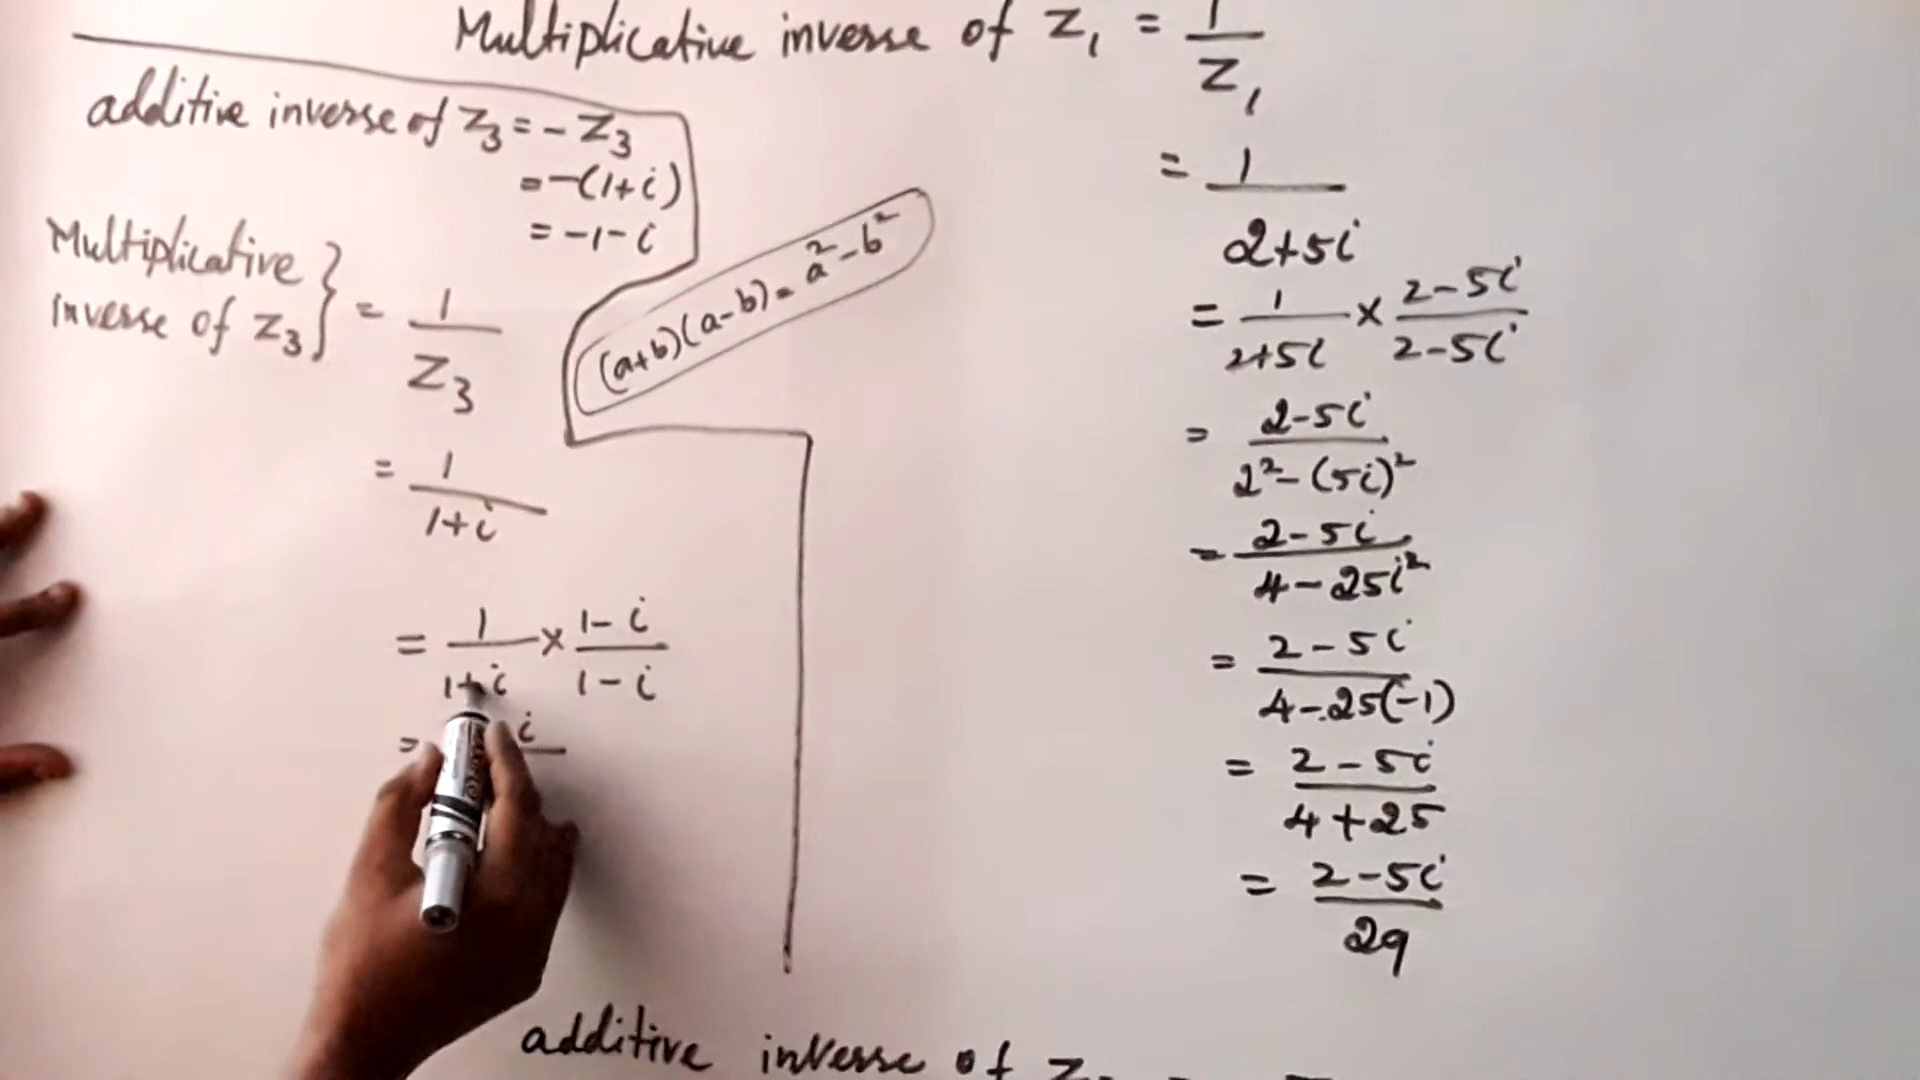 Multiplicative inverse of Z₁ = 1/Z₁
= 1/(2+5i)
= 1/(2+5i) × (2-5i)/(2-5i)
= (2-5i)/(2²-(5i)²)
= (2-5i)/(4-25i²)
= (2-5i)/(4-25(-1))
= (2-5i)/(4+25)
= (2-5i)/29
additive inverse of Z₃ = -Z₃
= -(1+i)
= -1-i
Multiplicative
inverse of Z₃ } = 1/Z₃
(a+b)(a-b) = a²-b²
= 1/(1+i)
= 1/(1+i) × (1-i)/(1-i)
= i
additive inverse of Z